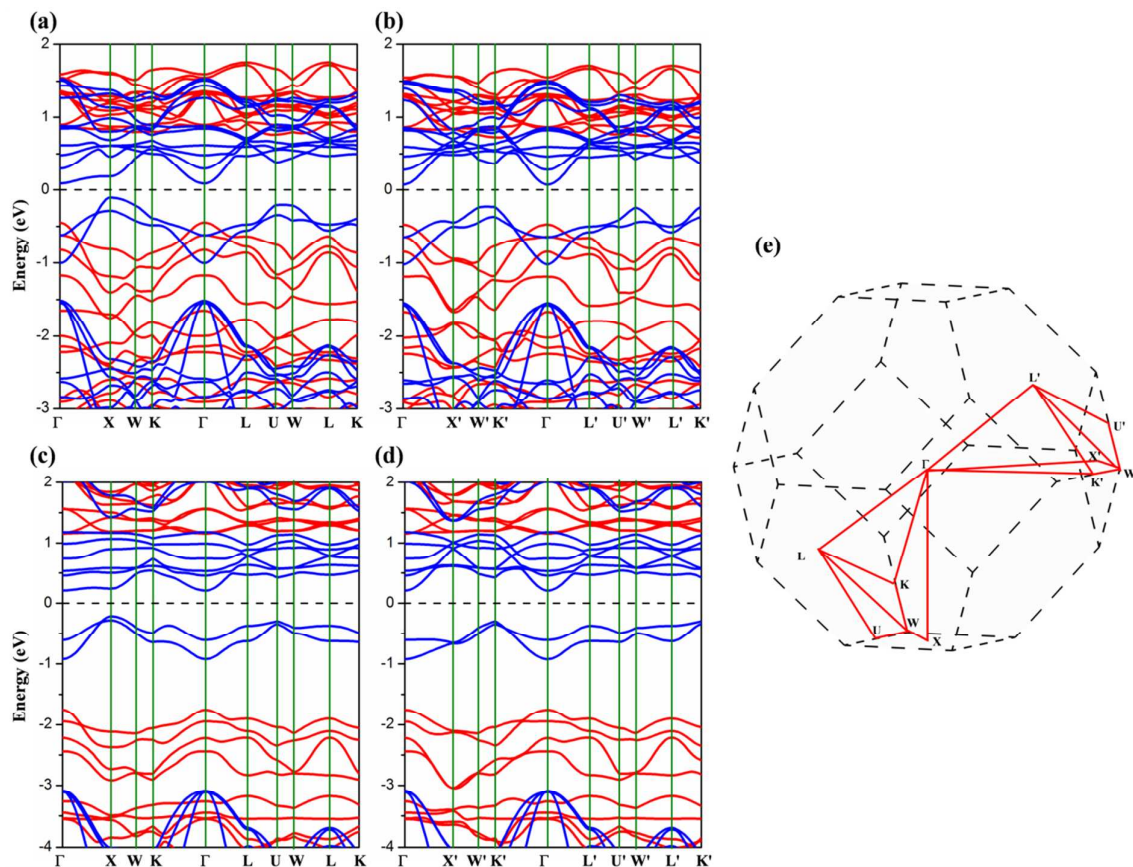 (a)
(b)
2
1
0
-1
-2
-3
Energy (eV)
Γ X W K Γ L U W L K
2
1
0
-1
-2
-3
Γ X' W' K' Γ L' U' W' L' K'
(c)
(d)
2
1
0
-1
-2
-3
-4
Energy (eV)
Γ X W K Γ L U W L K
2
1
0
-1
-2
-3
-4
Γ X' W' K' Γ L' U' W' L' K'
(e)
L'
U'
X'
Γ
W
K'
L
K
U
W
X